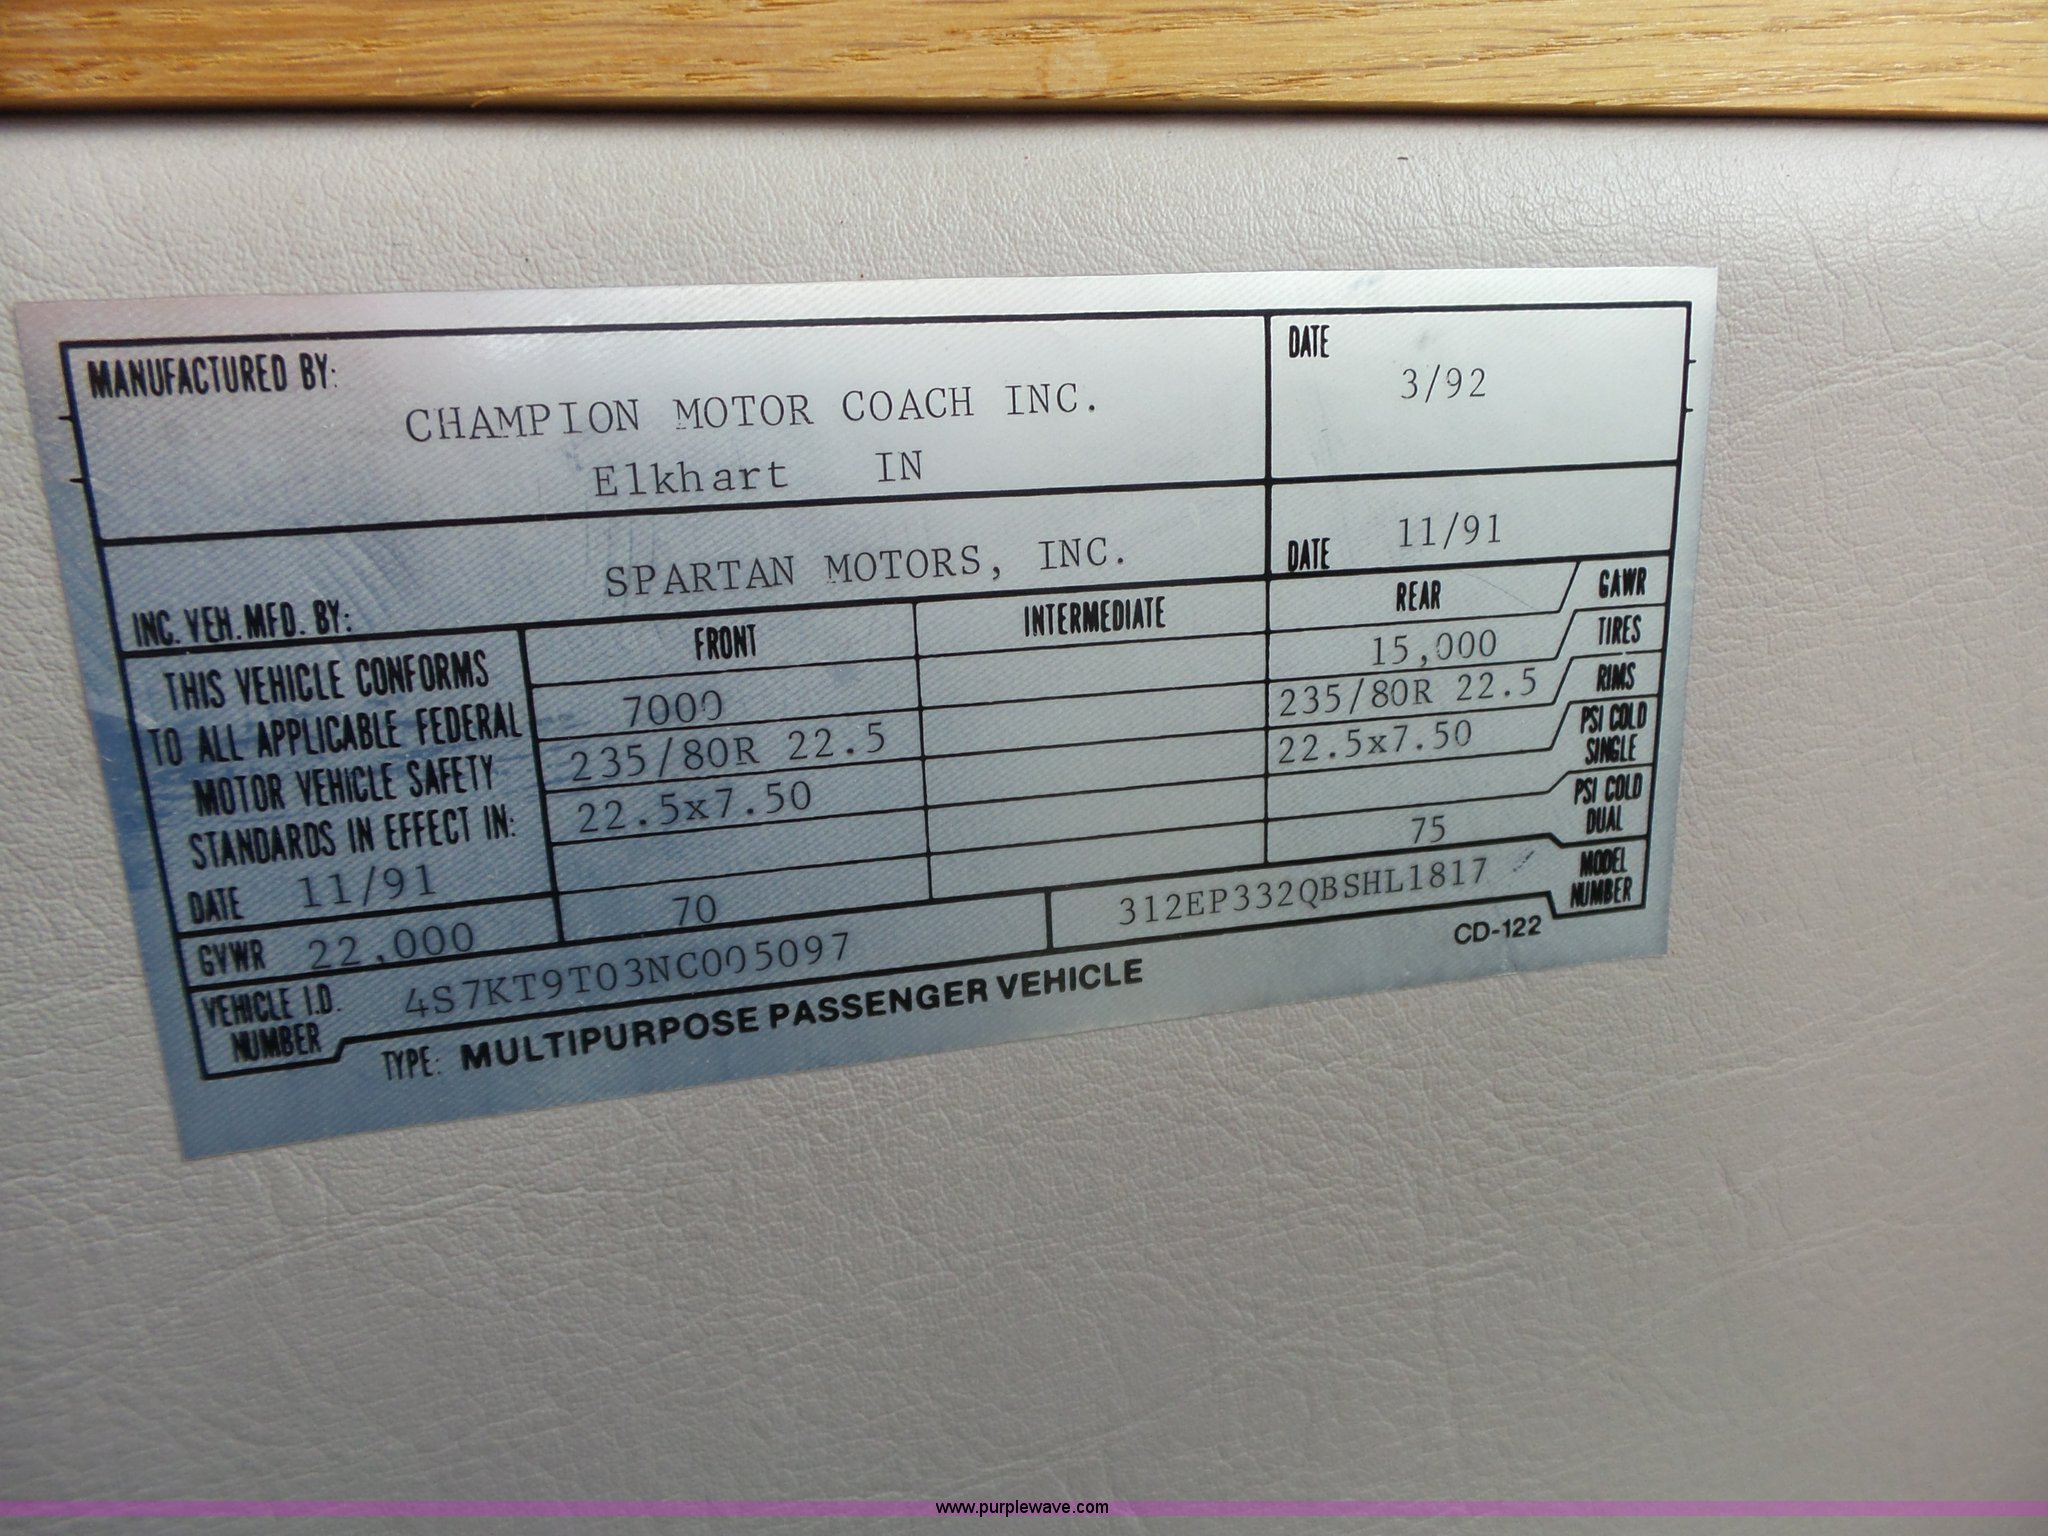 MANUFACTURED BY:
CHAMPION MOTOR COACH INC.
Elkhart IN
DATE
3/92
INC. VEH. MFD. BY:
SPARTAN MOTORS, INC.
DATE 11/91
THIS VEHICLE CONFORMS
TO ALL APPLICABLE FEDERAL
MOTOR VEHICLE SAFETY
STANDARDS IN EFFECT IN:
DATE 11/91
FRONT INTERMEDIATE REAR
7000 15,000 GAWR
235/80R 22.5 235/80R 22.5 TIRES
22.5x7.50 22.5x7.50 RIMS
PSI COLD
SINGLE
70 75 PSI COLD
DUAL
GVWR 22,000
VEHICLE I.D.
NUMBER
4S7KT9T03NC005097
312EP332QBSHL1817
MODEL
NUMBER
TYPE: MULTIPURPOSE PASSENGER VEHICLE
CD-122
www.purplewave.com